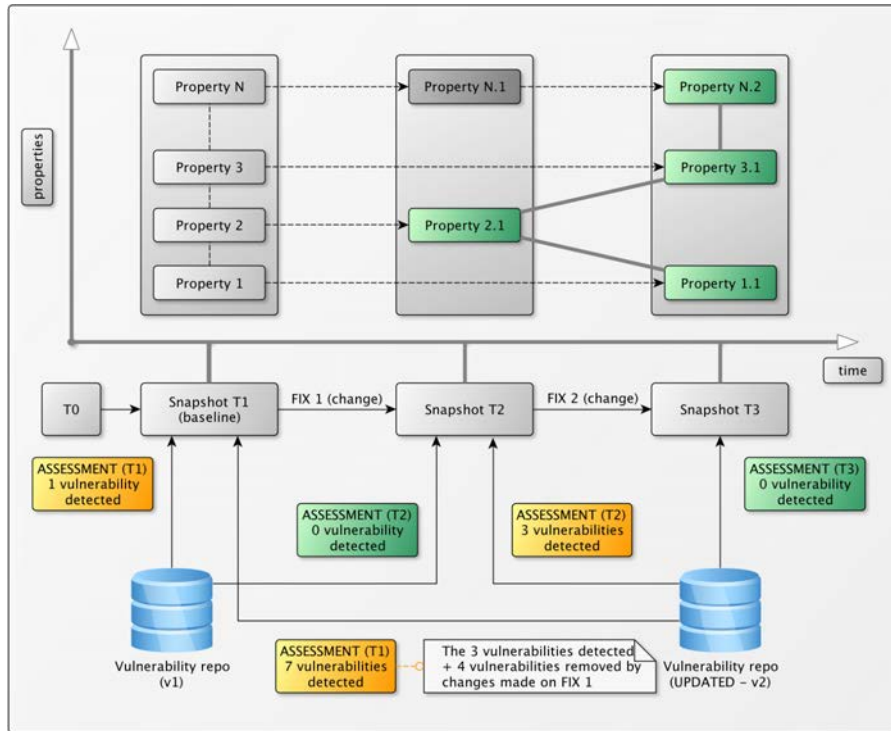 Property N
Property N.1
Property N.2
properties
Property 3
Property 3.1
Property 2
Property 2.1
Property 1
Property 1.1
time
T0
Snapshot T1
(baseline)
FIX 1 (change)
Snapshot T2
FIX 2 (change)
Snapshot T3
ASSESSMENT (T1)
1 vulnerability
detected
ASSESSMENT (T2)
0 vulnerability
detected
ASSESSMENT (T2)
3 vulnerabilities
detected
ASSESSMENT (T3)
0 vulnerability
detected
Vulnerability repo
(v1)
ASSESSMENT (T1)
7 vulnerabilities
detected
The 3 vulnerabilities detected
+ 4 vulnerabilities removed by
changes made on FIX 1
Vulnerability repo
(UPDATED - v2)